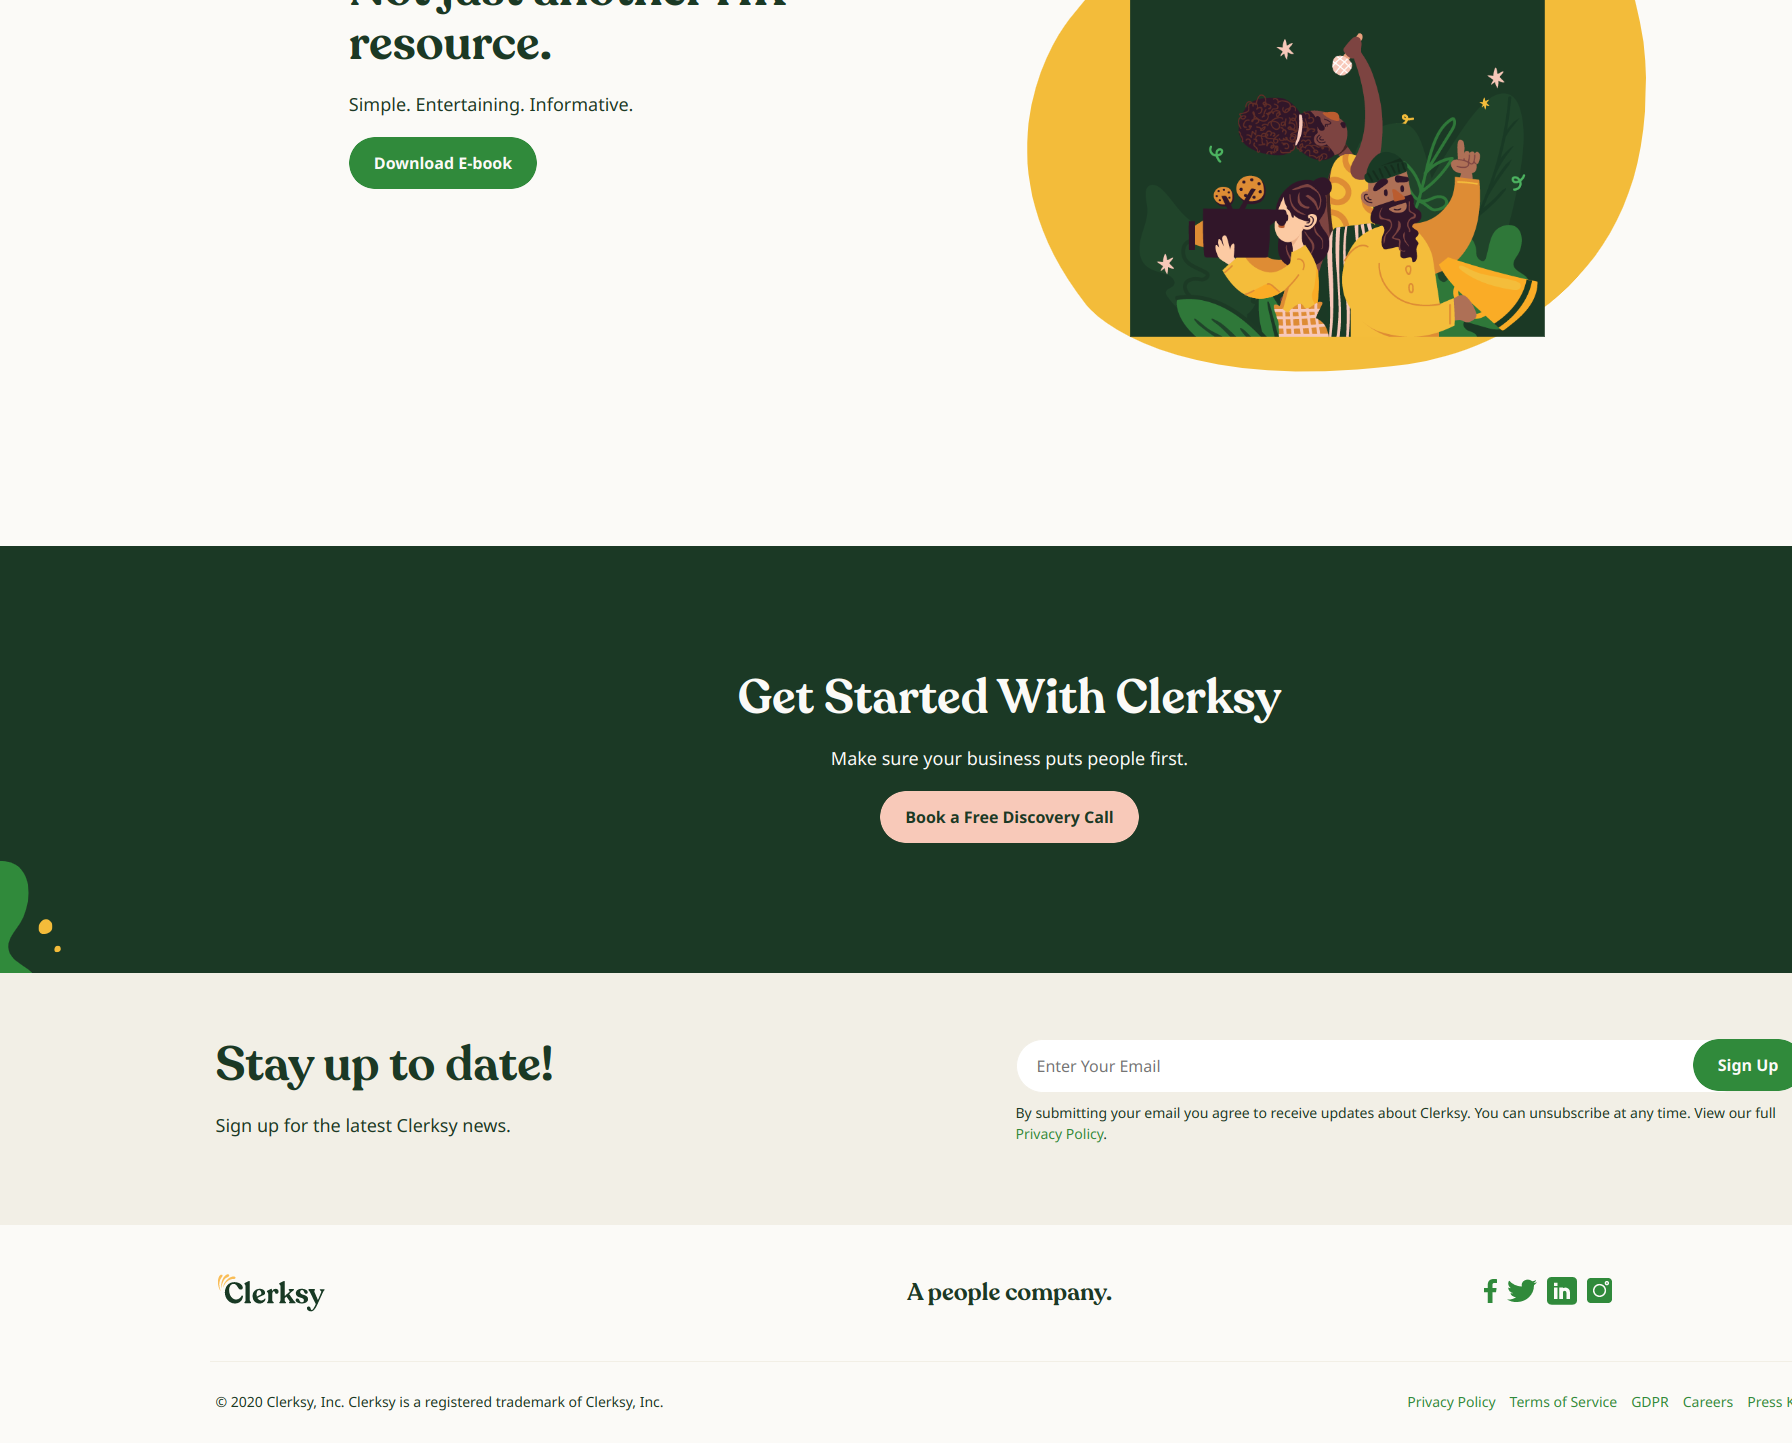 Not just another HR
resource.
Simple. Entertaining. Informative.
Download E-book
Get Started With Clerksy
Make sure your business puts people first.
Book a Free Discovery Call
Stay up to date!
Sign up for the latest Clerksy news.
Enter Your Email
Sign Up
By submitting your email you agree to receive updates about Clerksy. You can unsubscribe at any time. View our full
Privacy Policy.
Clerksy
A people company.
© 2020 Clerksy, Inc. Clerksy is a registered trademark of Clerksy, Inc.
Privacy Policy Terms of Service GDPR Careers Press